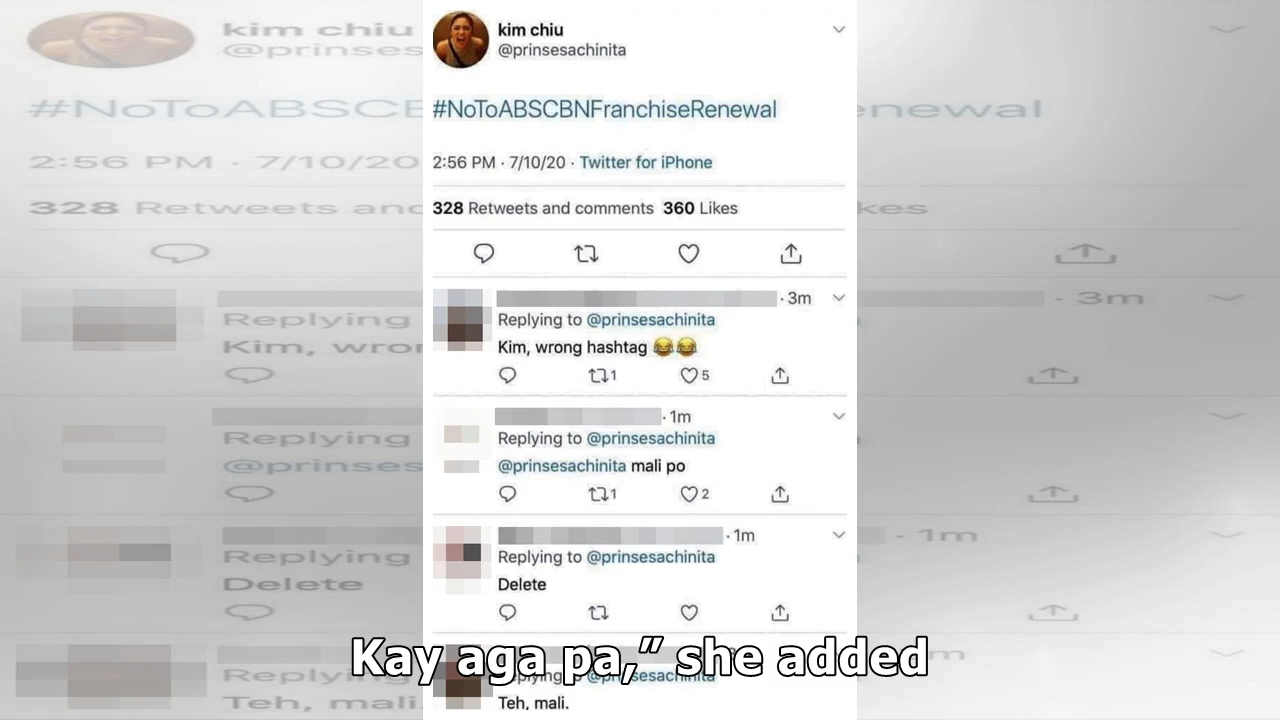 kim chiu
@prinsesachinita
#NoToABSCBNFranchiseRenewal
2:56 PM · 7/10/20 · Twitter for iPhone
328 Retweets and comments 360 Likes
· 3m
Replying to @prinsesachinita
Kim, wrong hashtag 😂😂
1 5
· 1m
Replying to @prinsesachinita
@prinsesachinita mali po
1 2
· 1m
Replying to @prinsesachinita
Delete
Kay aga pa,” she added
Replying to @prinsesachinita
Teh, mali.